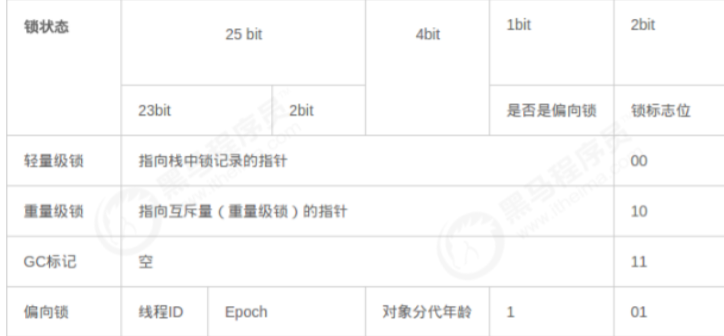 锁状态 25 bit 4bit 1bit 2bit
23bit 2bit 是否是偏向锁 锁标志位
轻量级锁 指向栈中锁记录的指针 00
重量级锁 指向互斥量（重量级锁）的指针 10
GC标记 空 11
偏向锁 线程ID Epoch 对象分代年龄 1 01
黑马程序员
www.itheima.com
黑马程序员
www.itheima.com